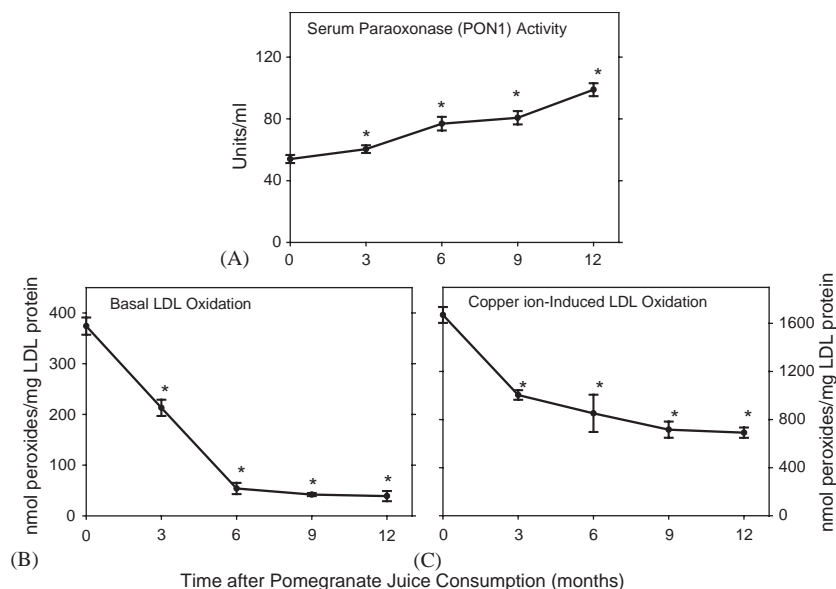 Serum Paraoxonase (PON1) Activity
120
80
40
0
Units/ml
*
*
*
*
0 3 6 9 12
(A)
Basal LDL Oxidation
400
300
200
100
0
nmol peroxides/mg LDL protein
*
*
*
*
0 3 6 9 12
(B)
Copper ion-Induced LDL Oxidation
1600
1200
800
400
0
nmol peroxides/mg LDL protein
*
*
*
*
0 3 6 9 12
(C)
Time after Pomegranate Juice Consumption (months)